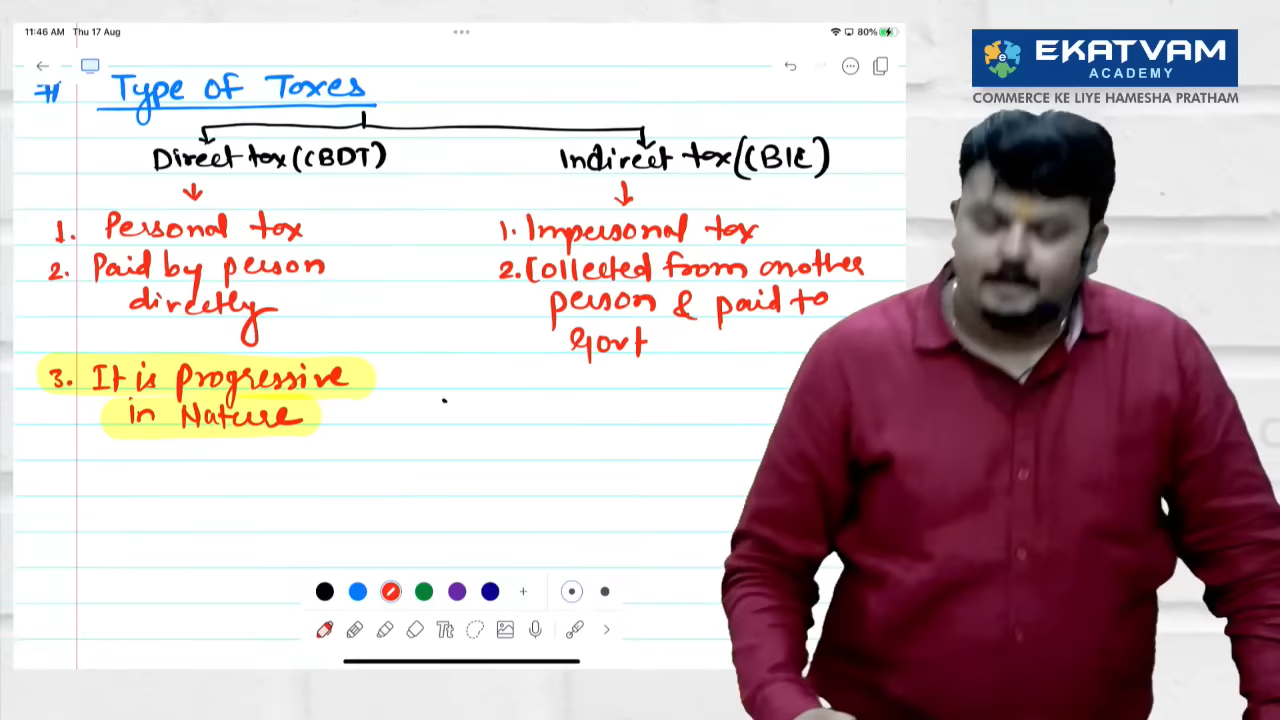 11:46 AM Thu 17 Aug
80%
EKATVAM
ACADEMY
COMMERCE KE LIYE HAMESHA PRATHAM
# Type of Taxes
Direct tax (CBDT)
↓
1. Personal tax
2. Paid by person
directly
3. It is Progressive
in Nature
Indirect tax (CBIC)
↓
1. Impersonal tax
2. Collected from another
person & paid to
Govt
Tt